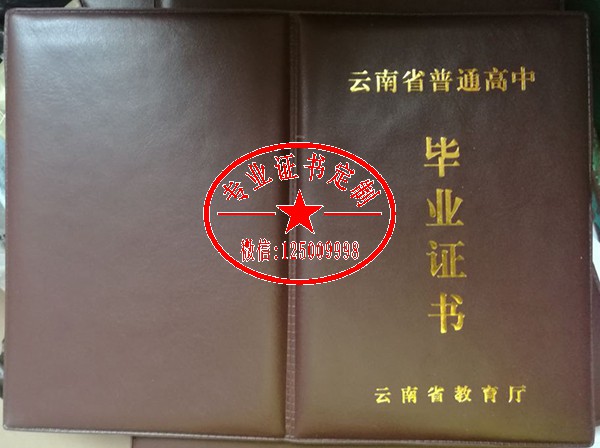 云南省普通高中
毕业证书
云南省教育厅
专业证书定制
微信:125009998